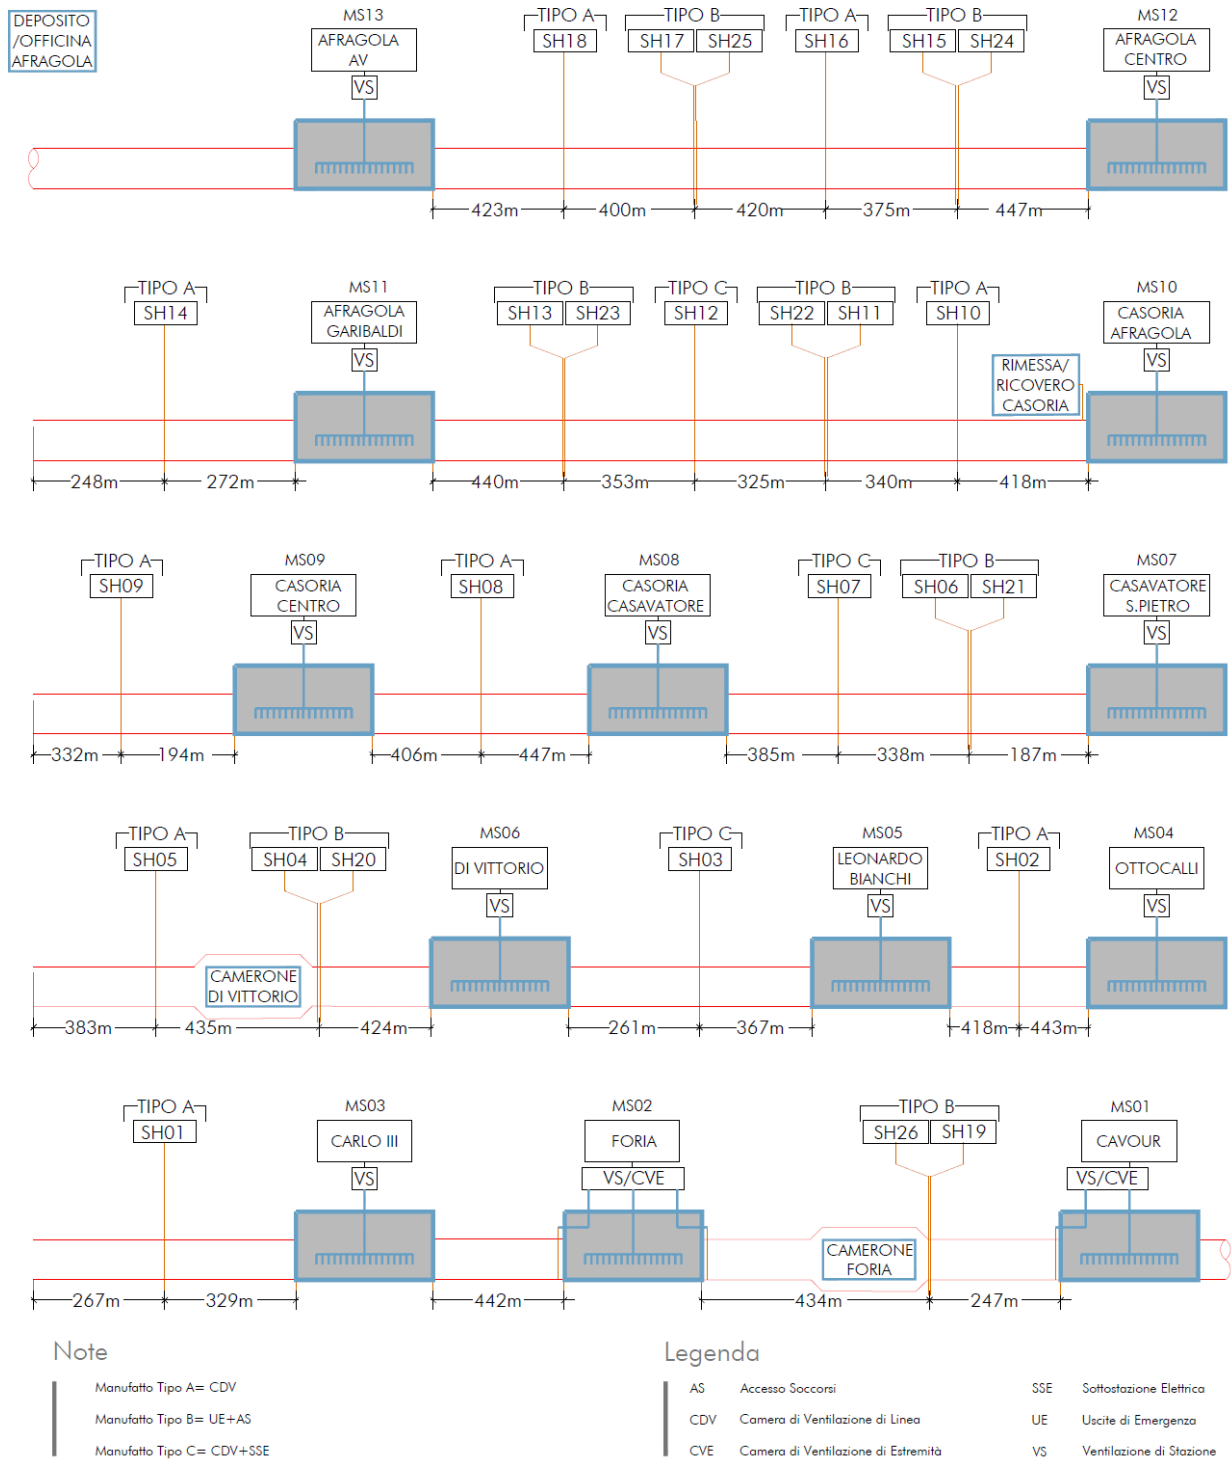 DEPOSITO
/OFFICINA
AFRAGOLA
MS13
AFRAGOLA
AV
VS
TIPO A
SH18
TIPO B
SH17 SH25
TIPO A
SH16
TIPO B
SH15 SH24
MS12
AFRAGOLA
CENTRO
VS
423m 400m 420m 375m 447m
TIPO A
SH14
MS11
AFRAGOLA
GARIBALDI
VS
TIPO B
SH13 SH23
TIPO C
SH12
TIPO B
SH22 SH11
TIPO A
SH10
RIMESSA/
RICOVERO
CASORIA
MS10
CASORIA
AFRAGOLA
VS
248m 272m 440m 353m 325m 340m 418m
TIPO A
SH09
MS09
CASORIA
CENTRO
VS
TIPO A
SH08
MS08
CASORIA
CASAVATORE
VS
TIPO C
SH07
TIPO B
SH06 SH21
MS07
CASAVATORE
S.PIETRO
VS
332m 194m 406m 447m 385m 338m 187m
TIPO A
SH05
TIPO B
SH04 SH20
CAMERONE
DI VITTORIO
MS06
DI VITTORIO
VS
TIPO C
SH03
MS05
LEONARDO
BIANCHI
VS
TIPO A
SH02
MS04
OTTOCALLI
VS
383m 435m 424m 261m 367m 418m 443m
TIPO A
SH01
MS03
CARLO III
VS
MS02
FORIA
VS/CVE
TIPO B
SH26 SH19
CAMERONE
FORIA
MS01
CAVOUR
VS/CVE
267m 329m 442m 434m 247m
Note
Manufatto Tipo A= CDV
Manufatto Tipo B= UE+AS
Manufatto Tipo C= CDV+SSE
Legenda
AS Accesso Soccorsi
CDV Camera di Ventilazione di Linea
CVE Camera di Ventilazione di Estremità
SSE Sottostazione Elettrica
UE Uscite di Emergenza
VS Ventilazione di Stazione